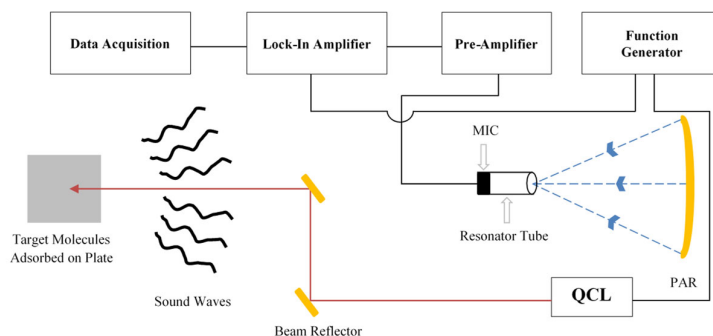 Data Acquisition
Lock-In Amplifier
Pre-Amplifier
Function
Generator
MIC
Resonator Tube
Target Molecules
Adsorbed on Plate
Sound Waves
Beam Reflector
QCL
PAR